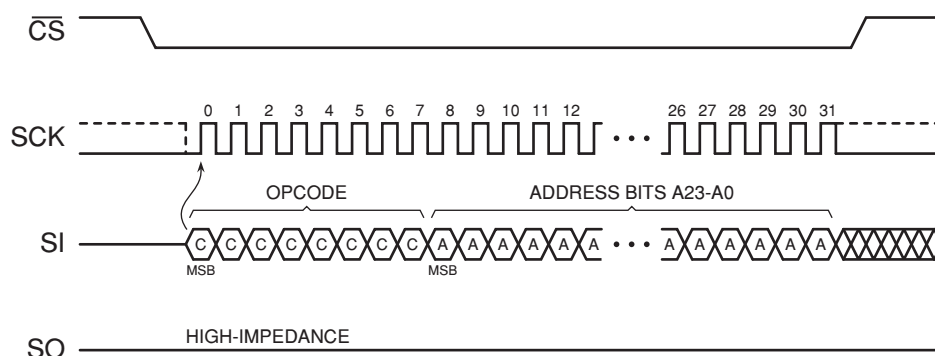 CS
0 1 2 3 4 5 6 7 8 9 10 11 12 26 27 28 29 30 31
SCK
OPCODE ADDRESS BITS A23-A0
SI C C C C C C C C A A A A A A A A A A A A
MSB MSB
HIGH-IMPEDANCE
SO